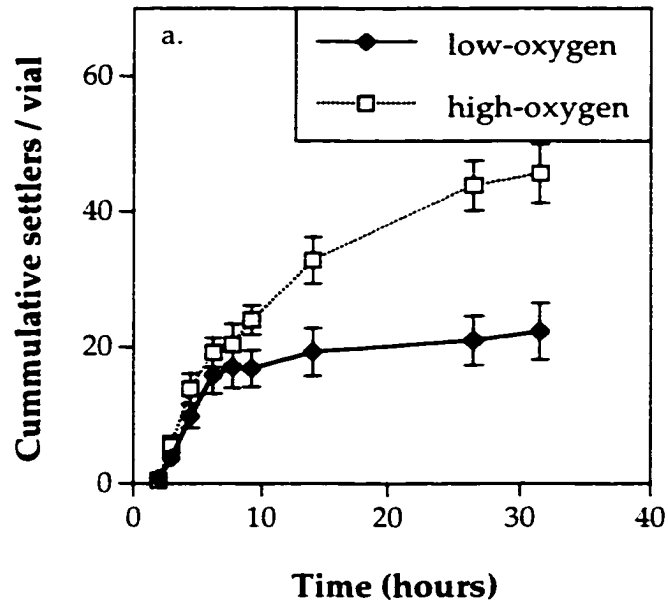 a.
low-oxygen
high-oxygen
Cummulative settlers / vial
60
40
20
0
0 10 20 30 40
Time (hours)